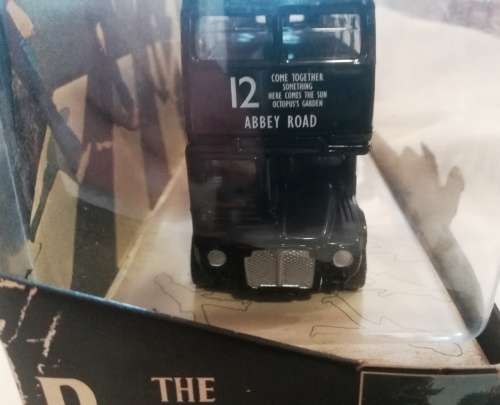 12
COME TOGETHER
SOMETHING
HERE COMES THE SUN
OCTOPUS'S GARDEN
ABBEY ROAD
THE